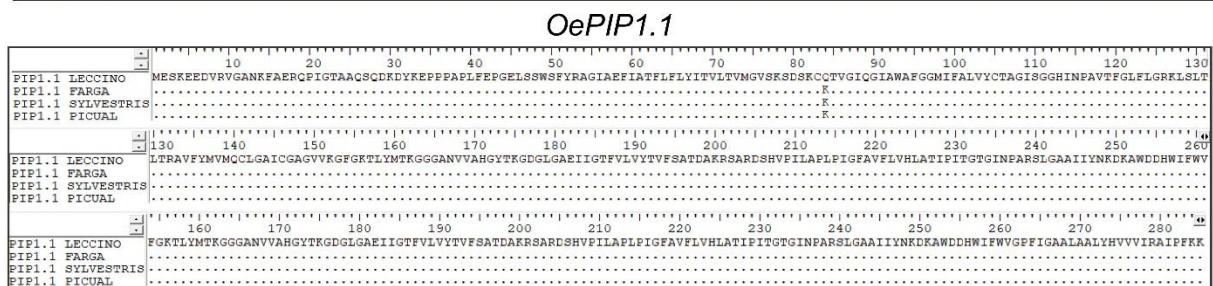 OePIP1.1
10 20 30 40 50 60 70 80 90 100 110 120 130
PIP1.1 LECCINO MESKEEDVRVGANKFAERQPIGTAAQSQDKDYKEPPPAPLFEPGELSSWSFYRAGIAEFIATFLFLYITVLTVMGVSKSDSKCQTVGIQGIAWAFGGMIFALVYCTAGISGGHINPAVTFGLFLGRKLSLT
PIP1.1 FARGA ...................................................................................K...............................................
PIP1.1 SYLVESTRIS ...................................................................................K...............................................
PIP1.1 PICUAL ...................................................................................K...............................................
130 140 150 160 170 180 190 200 210 220 230 240 250 260
PIP1.1 LECCINO LTRAVFYMVMQCLGAICGAGVVKGFGKTLYMTKGGGANVVAHGYTKGDGLGAEIIGTFVLVYTVFSATDAKRSARDSHVPILAPLPIGFAVFLVHLATIPITGTGINPARSLGAAIIYNKDKAWDDHWIFWV
PIP1.1 FARGA ....................................................................................................................................
PIP1.1 SYLVESTRIS ....................................................................................................................................
PIP1.1 PICUAL ....................................................................................................................................
160 170 180 190 200 210 220 230 240 250 260 270 280
PIP1.1 LECCINO FGKTLYMTKGGGANVVAHGYTKGDGLGAEIIGTFVLVYTVFSATDAKRSARDSHVPILAPLPIGFAVFLVHLATIPITGTGINPARSLGAAIIYNKDKAWDDHWIFWVGPFIGAALAALYHVVVIRAIPFKK
PIP1.1 FARGA ....................................................................................................................................
PIP1.1 SYLVESTRIS ....................................................................................................................................
PIP1.1 PICUAL ....................................................................................................................................